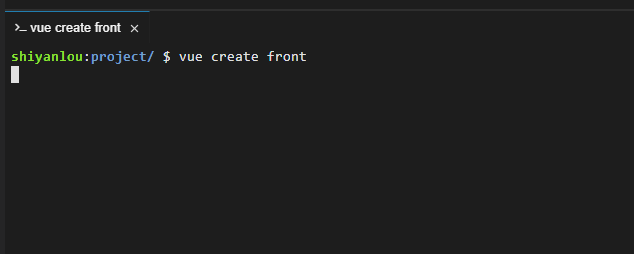 >_ vue create front ×
shiyanlou:project/ $ vue create front